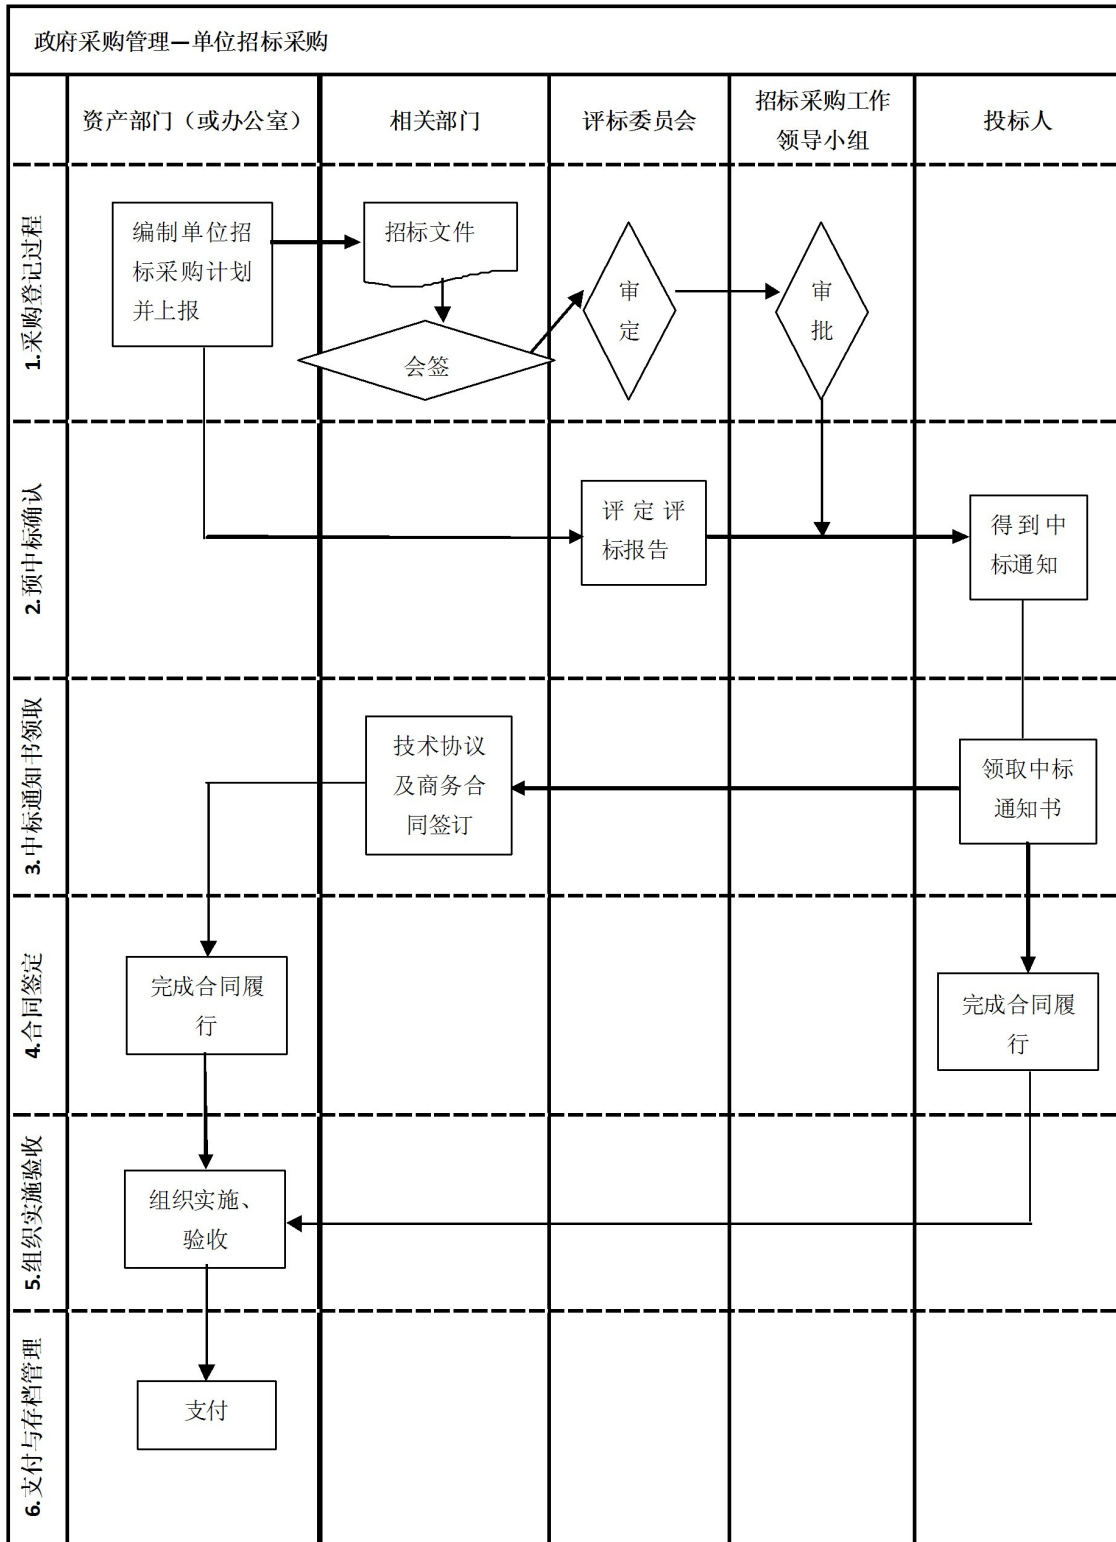 政府采购管理—单位招标采购
资产部门（或办公室）
相关部门
评标委员会
招标采购工作
领导小组
投标人
1.采购登记过程
编制单位招
标采购计划
并上报
招标文件
会签
审
定
审
批
2.预中标确认
评定评
标报告
得到中
标通知
3.中标通知书领取
技术协议
及商务合
同签订
领取中标
通知书
4.合同签定
完成合同履
行
完成合同履
行
5.组织实施验收
组织实施、
验收
6.支付与存档管理
支付